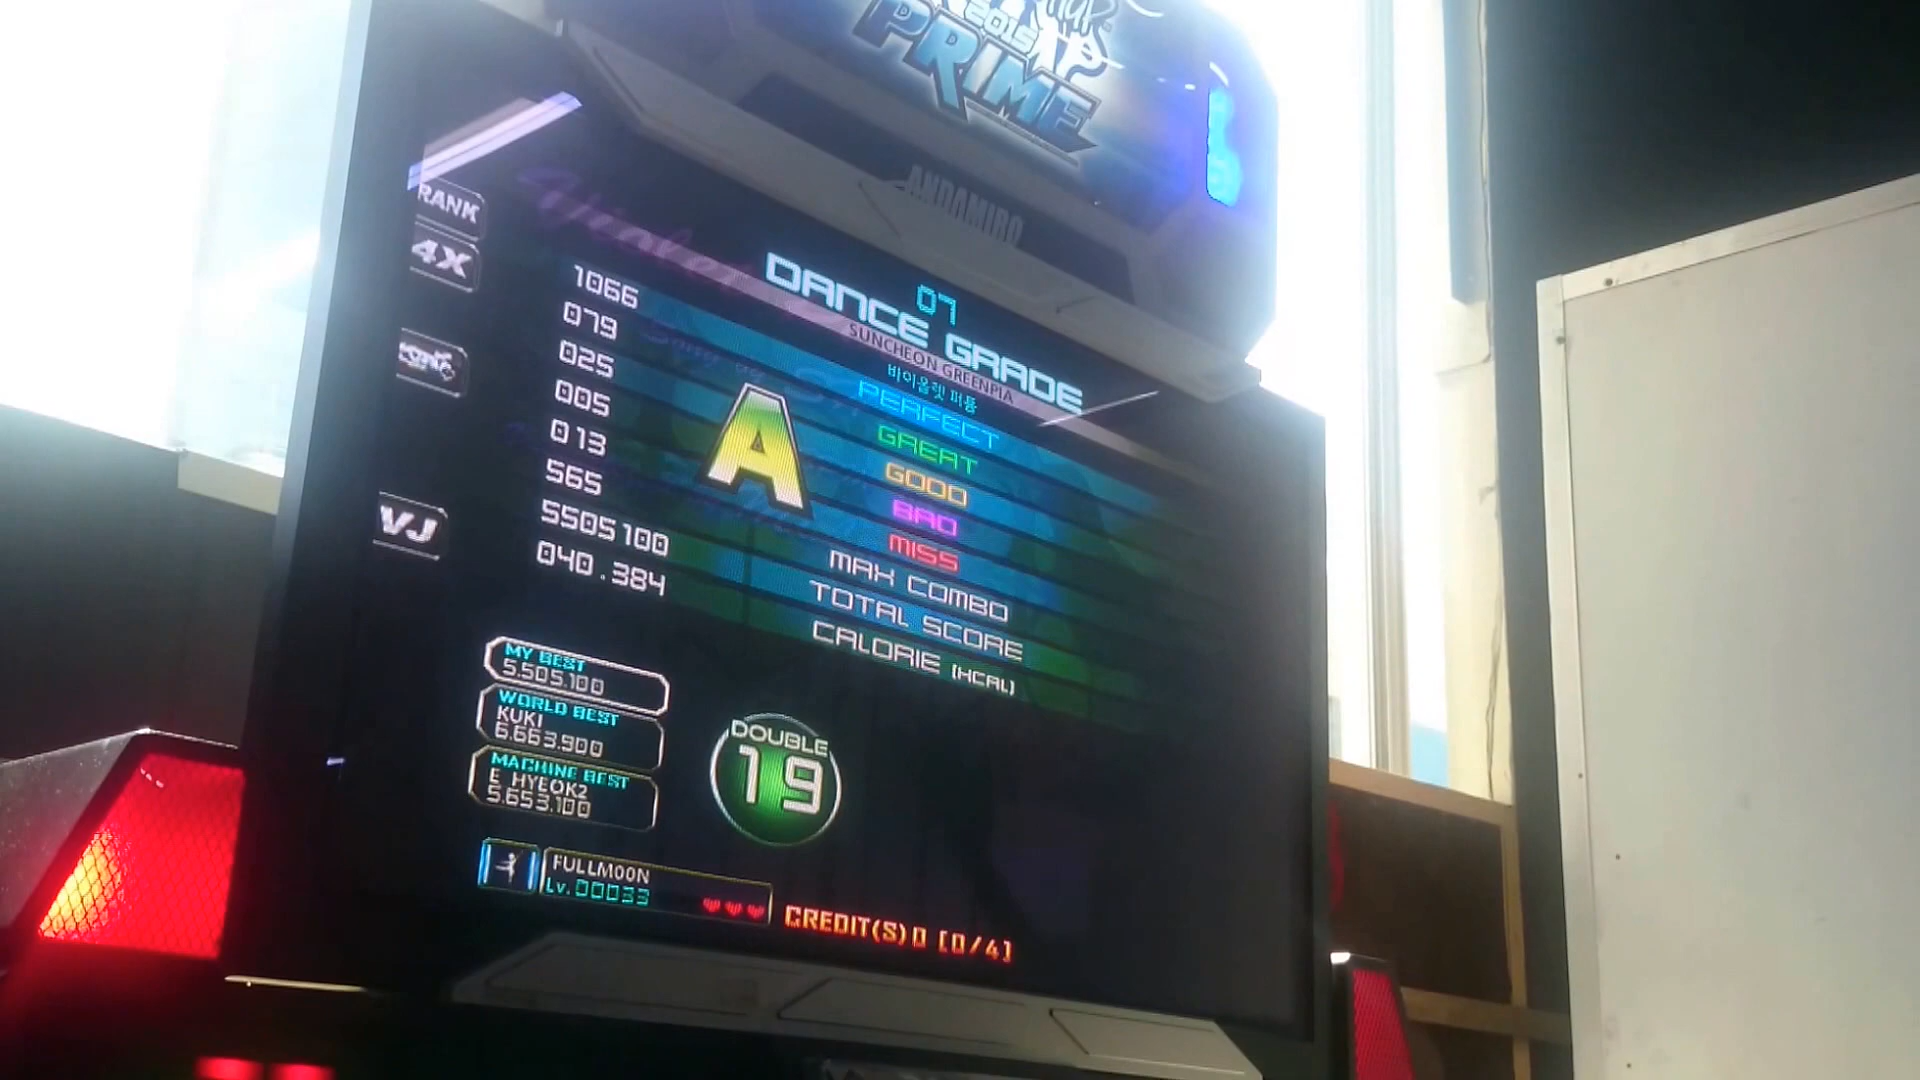 2015
PRIME
ANDAMIRO
RANK
4X
VJ
07
DANCE GRADE
SUNCHEON GREENPIA
바이올렛 퍼퓸
1066 PERFECT
079 GREAT
025 GOOD
005 BAD
013 MISS
565 MAX COMBO
5505100 TOTAL SCORE
040.384 CALORIE [KCAL]
A
MY BEST
5.505.100
WORLD BEST
KUKI
6.663.900
MACHINE BEST
E_HYEOK2
5.653.100
DOUBLE
19
FULLM00N
Lv.00033
CREDIT(S) 0 [0/4]